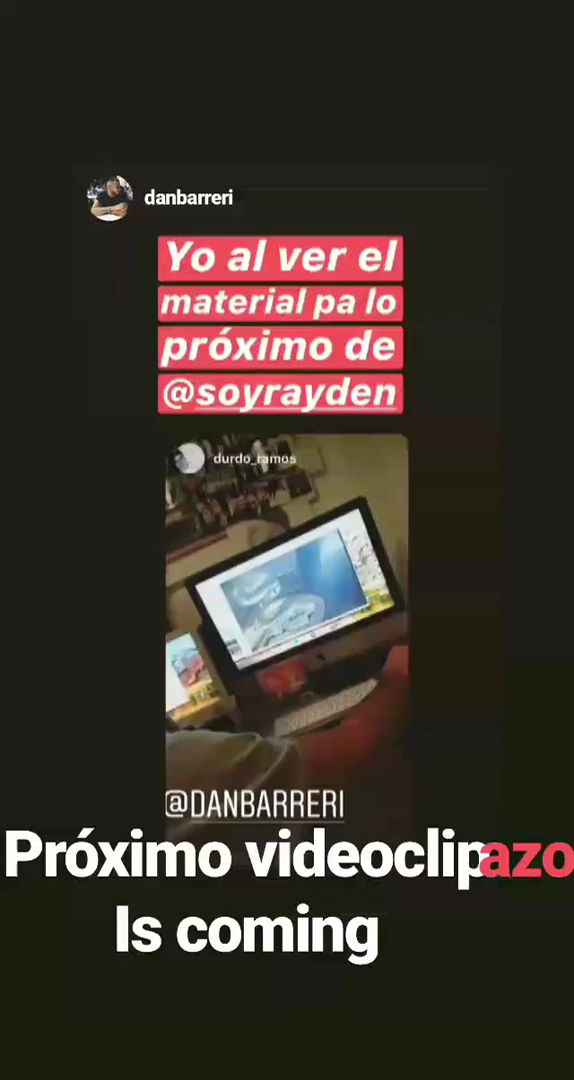 danbarreri
Yo al ver el
material pa lo
próximo de
@soyrayden
durdo_ramos
@DANBARRERI
Próximo videoclipazo
Is coming